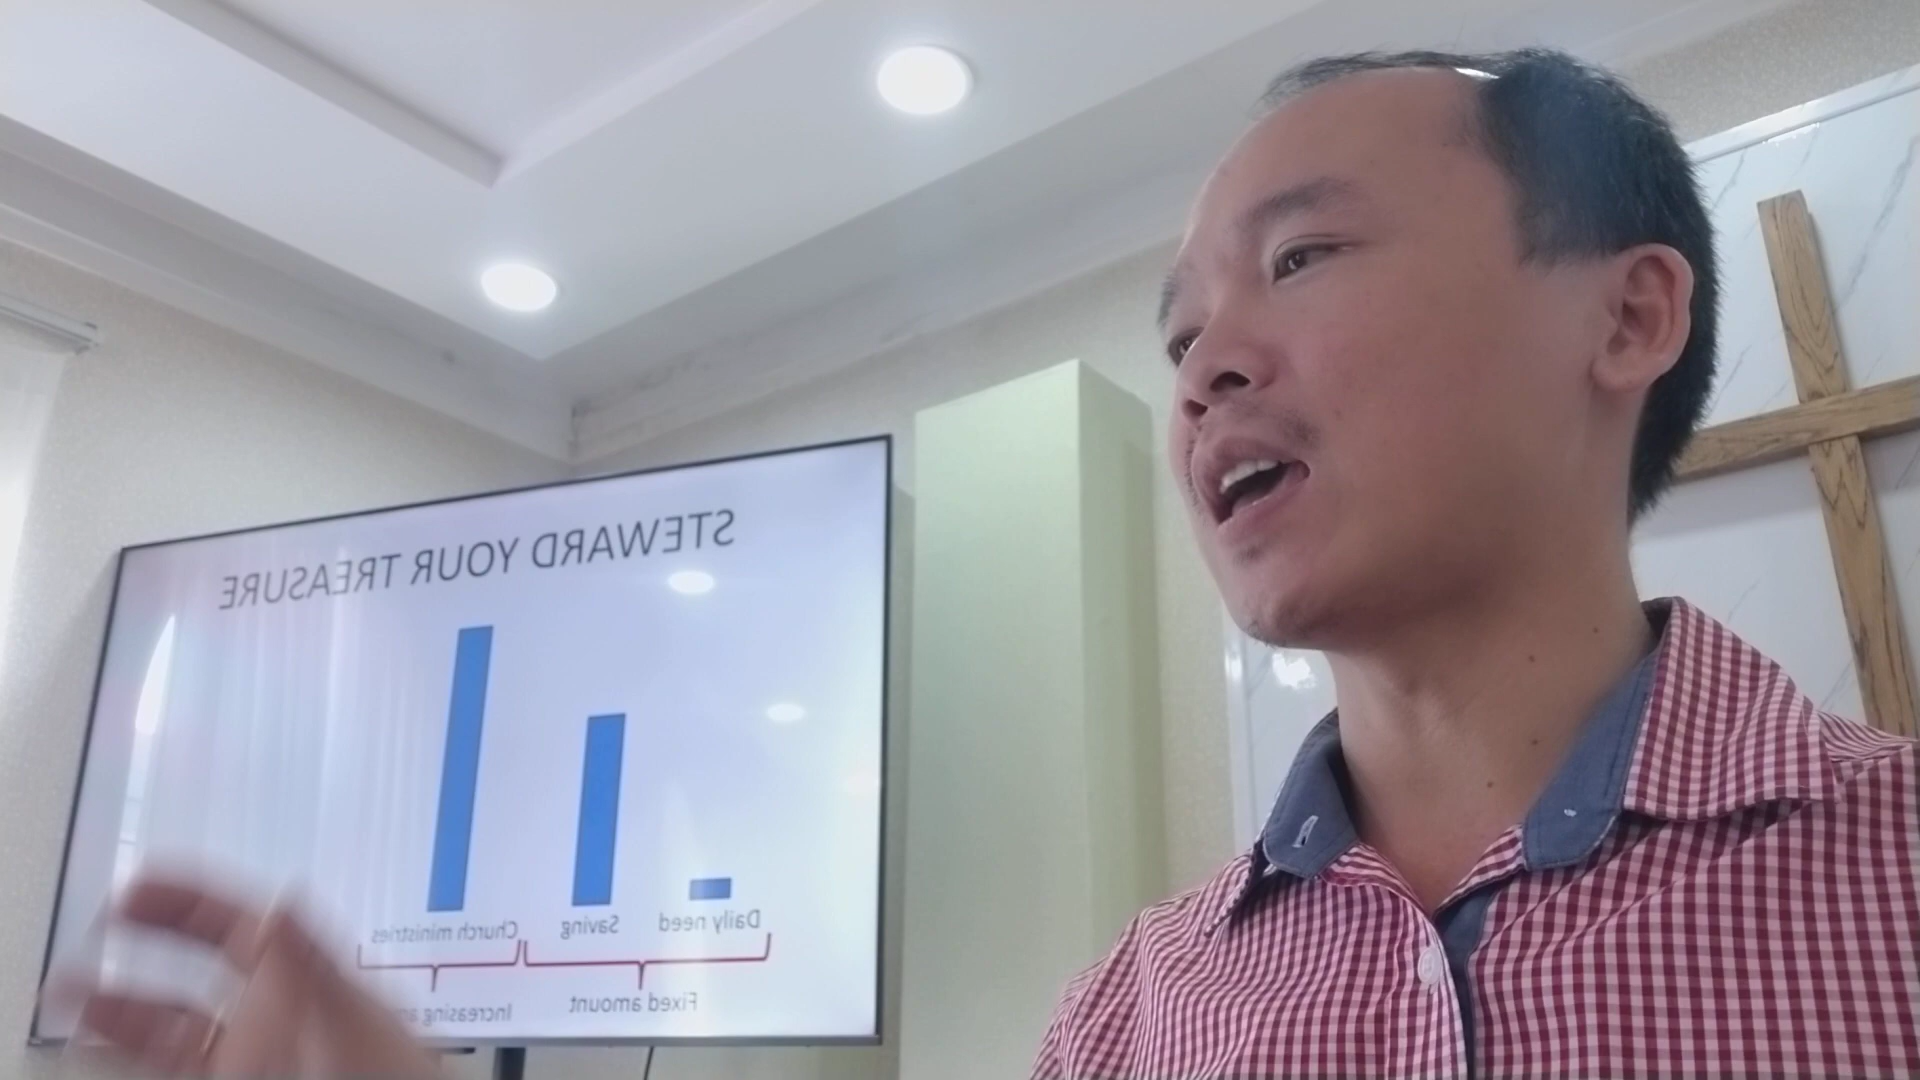 STEWARD YOUR TREASURE
Daily need
Saving
Church ministries
Fixed amount
Increasing